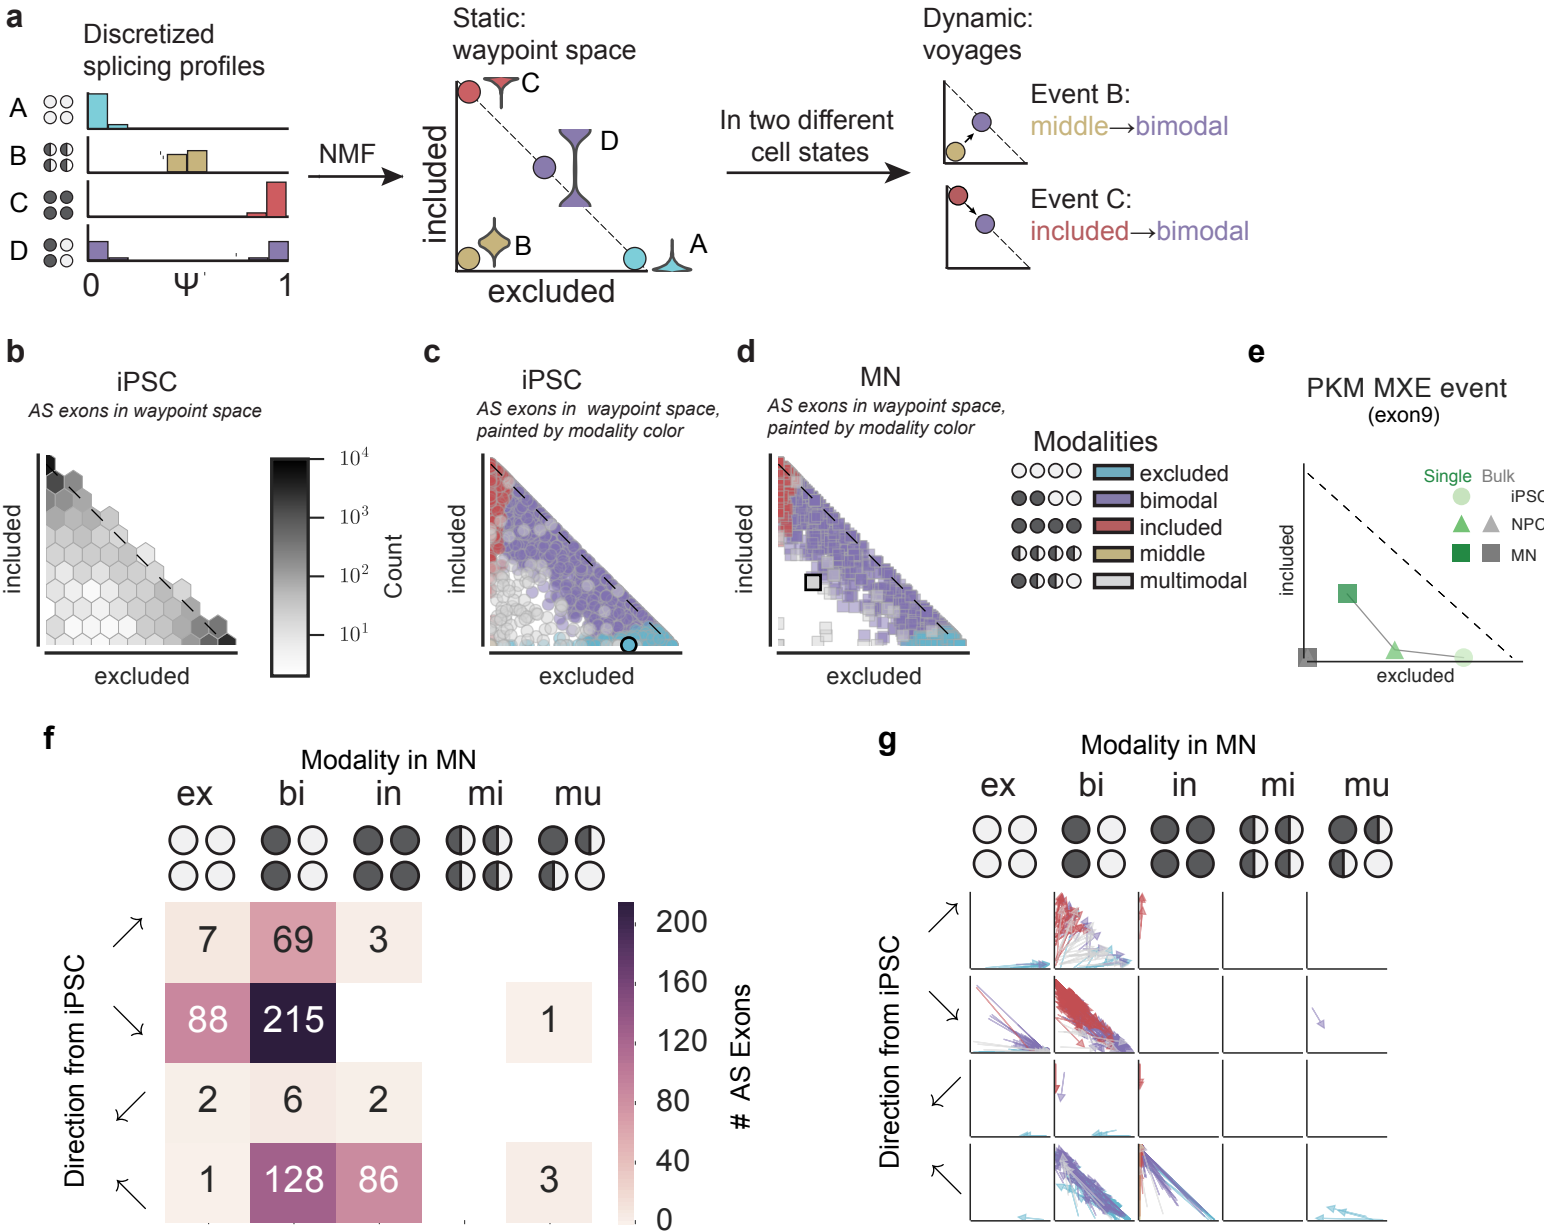 a
Discretized
splicing profiles
A
B
C
D
0
Ψ
1
NMF
Static:
waypoint space
included
excluded
C
D
B
A
In two different
cell states
Dynamic:
voyages
Event B:
middle→bimodal
Event C:
included→bimodal
b
iPSC
AS exons in waypoint space
included
excluded
10^4
10^3
10^2
10^1
Count
c
iPSC
AS exons in waypoint space,
painted by modality color
included
excluded
d
MN
AS exons in waypoint space,
painted by modality color
included
excluded
Modalities
excluded
bimodal
included
middle
multimodal
e
PKM MXE event
(exon9)
Single Bulk
iPSC
NPC
MN
included
excluded
f
Modality in MN
ex bi in mi mu
Direction from iPSC
7 69 3
88 215 1
2 6 2
1 128 86 3
200
160
120
80
40
0
# AS Exons
g
Modality in MN
ex bi in mi mu
Direction from iPSC